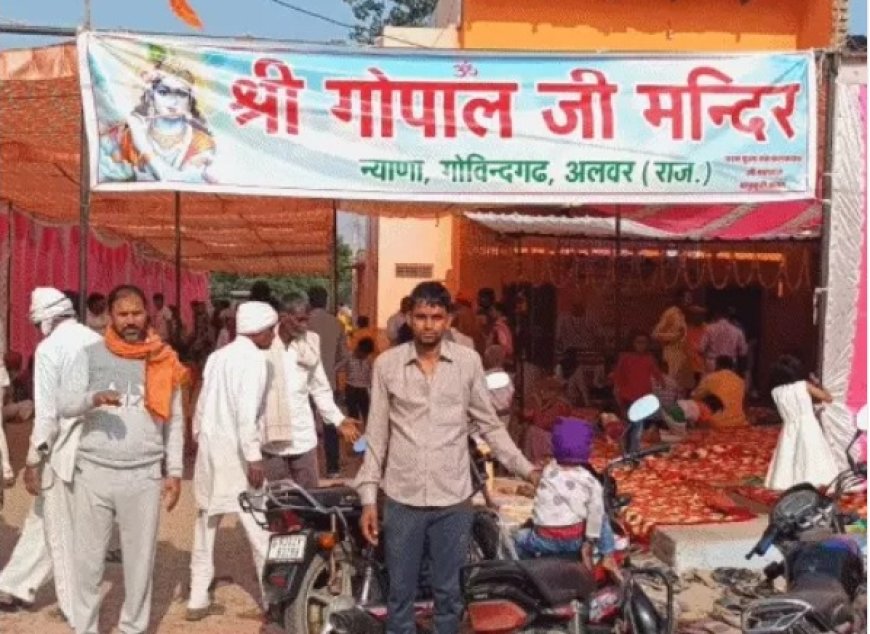 ॐ
श्री गोपाल जी मन्दिर
न्याणा, गोविन्दगढ, अलवर (राज.)